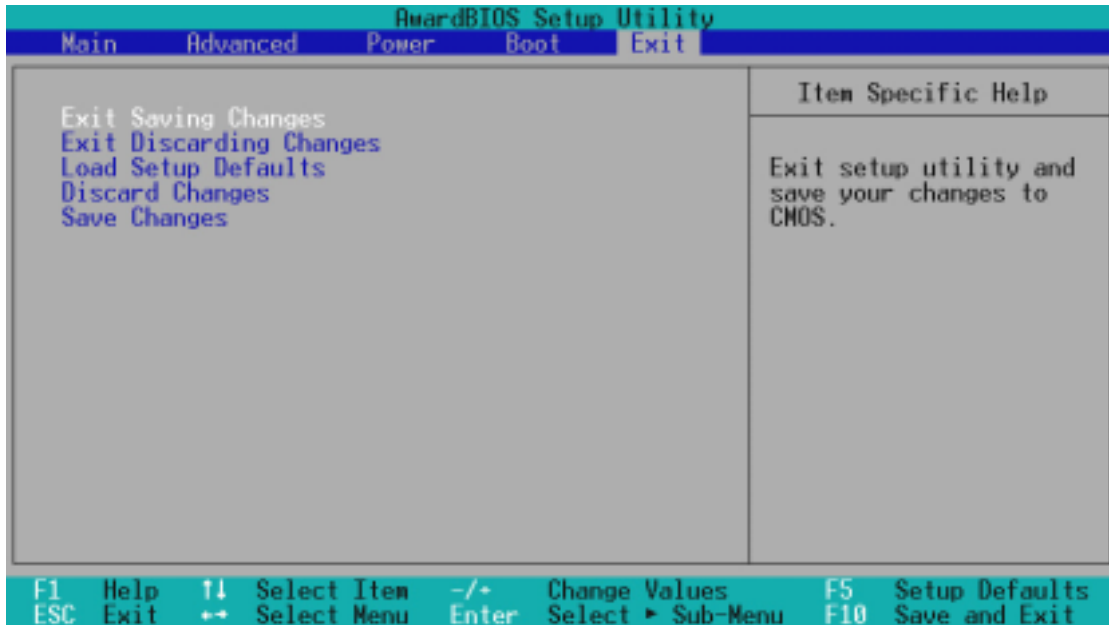 AwardBIOS Setup Utility
Main Advanced Power Boot Exit
Exit Saving Changes
Exit Discarding Changes
Load Setup Defaults
Discard Changes
Save Changes
Item Specific Help
Exit setup utility and
save your changes to
CMOS.
F1 Help ↑↓ Select Item -/+ Change Values F5 Setup Defaults
ESC Exit ←→ Select Menu Enter Select ► Sub-Menu F10 Save and Exit